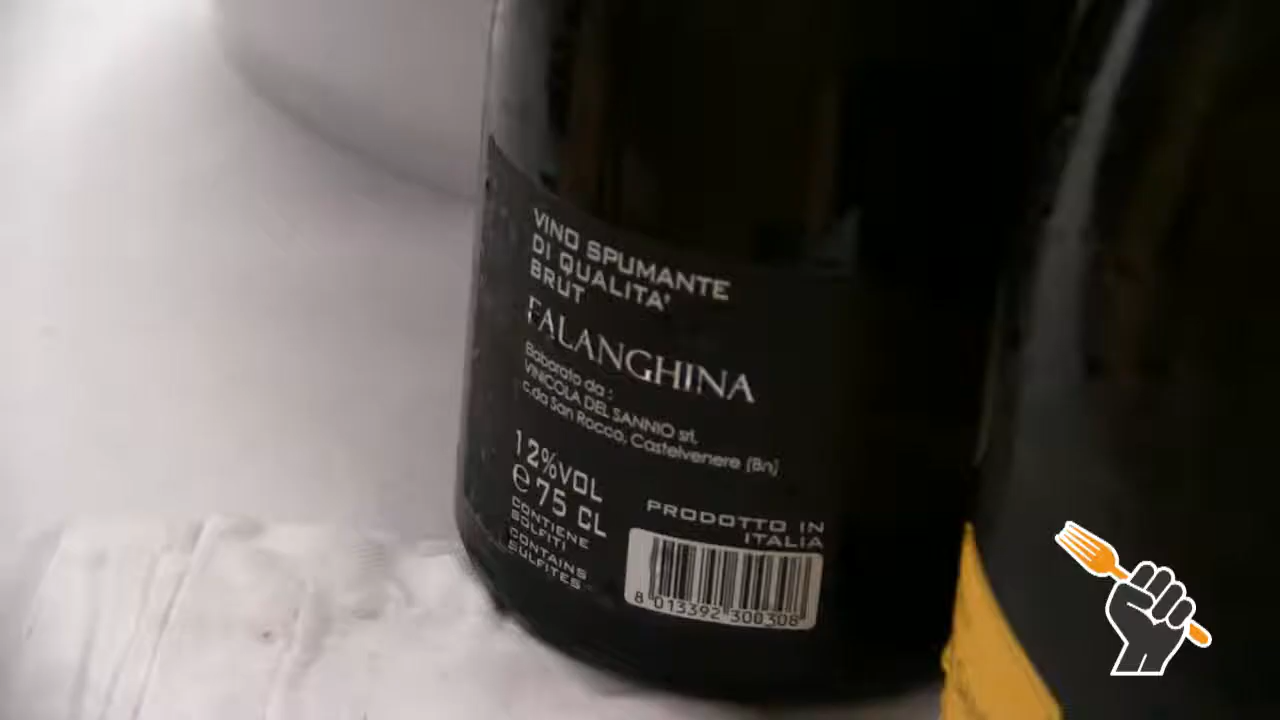 VINO SPUMANTE
DI QUALITA'
BRUT
FALANGHINA
Elaborato da :
VINICOLA DEL SANNIO srl.
c.da San Rocco, Castelvenere (Bn)
12%VOL
e 75 CL
CONTIENE
SOLFITI
CONTAINS
SULFITES
PRODOTTO IN
ITALIA
8 013392 300308